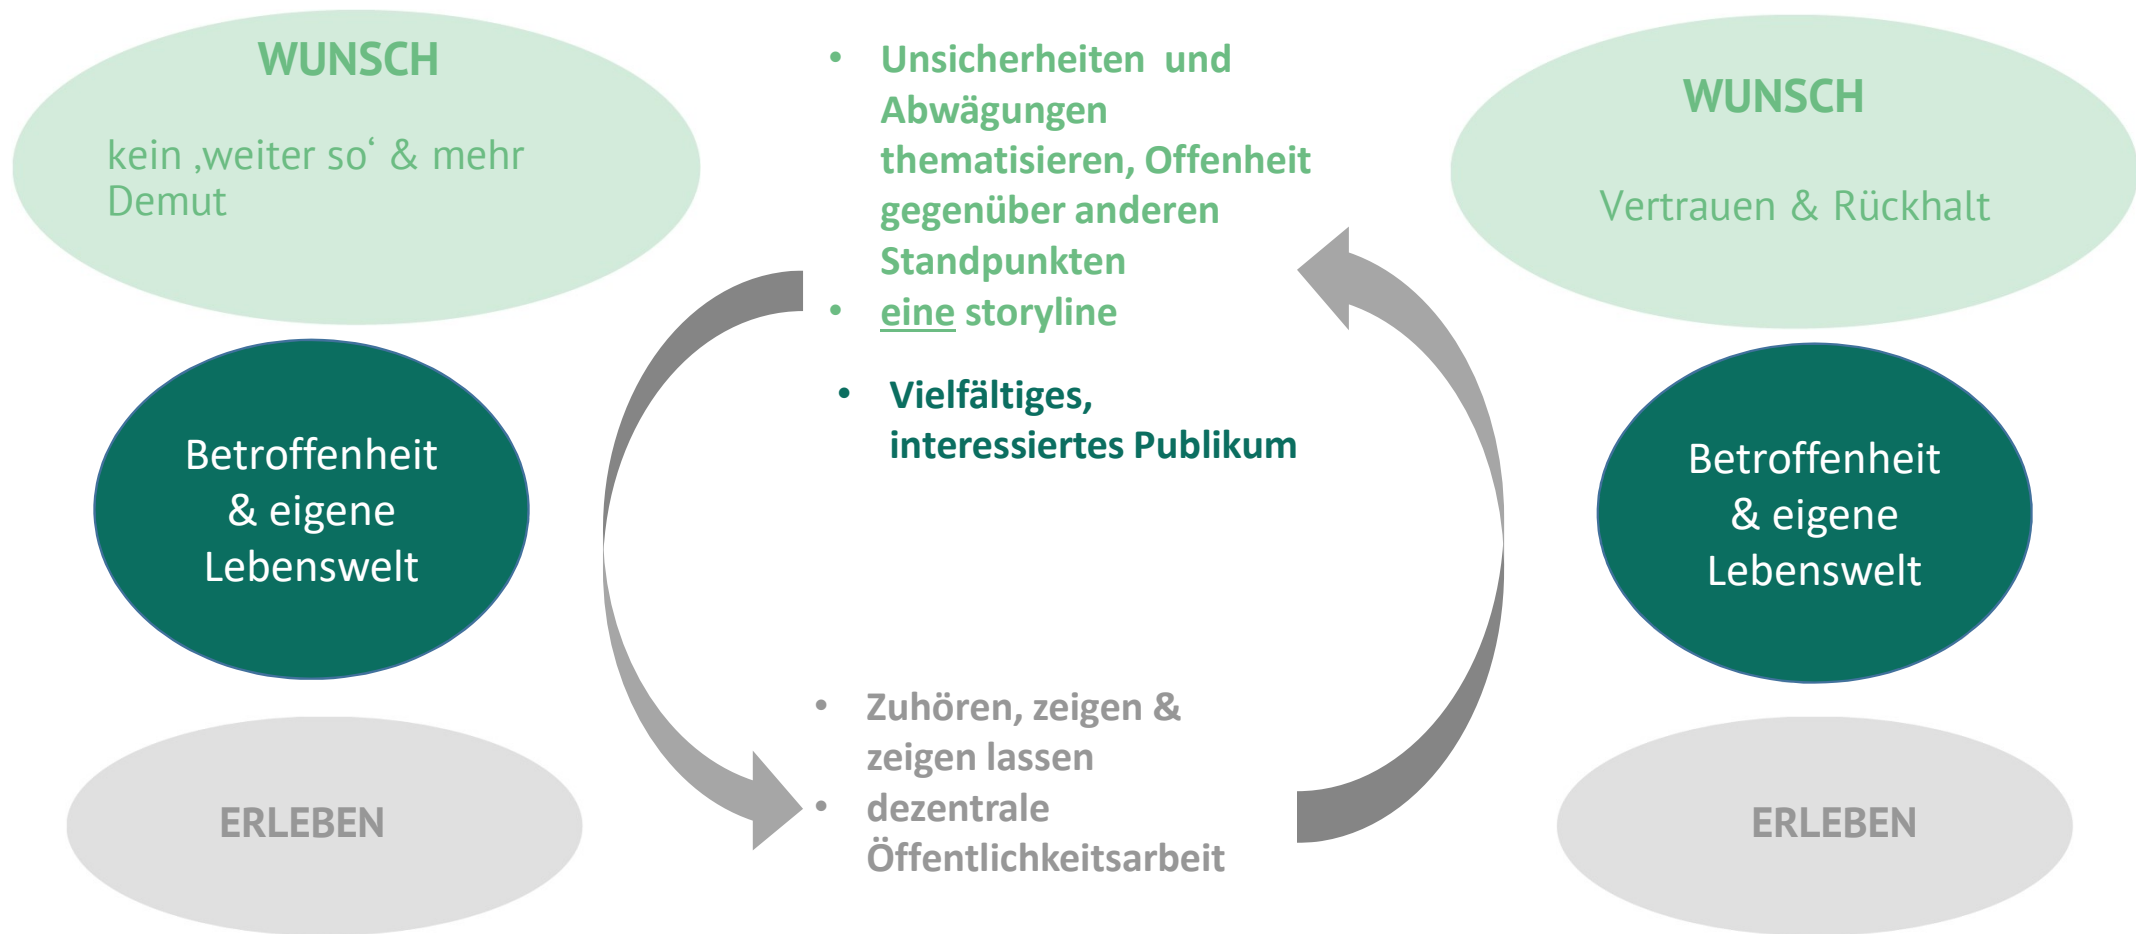 WUNSCH
kein ‚weiter so‘ & mehr
Demut
Betroffenheit
& eigene
Lebenswelt
ERLEBEN
• Unsicherheiten und
Abwägungen
thematisieren, Offenheit
gegenüber anderen
Standpunkten
• eine storyline
• Vielfältiges,
interessiertes Publikum
• Zuhören, zeigen &
zeigen lassen
• dezentrale
Öffentlichkeitsarbeit
WUNSCH
Vertrauen & Rückhalt
Betroffenheit
& eigene
Lebenswelt
ERLEBEN